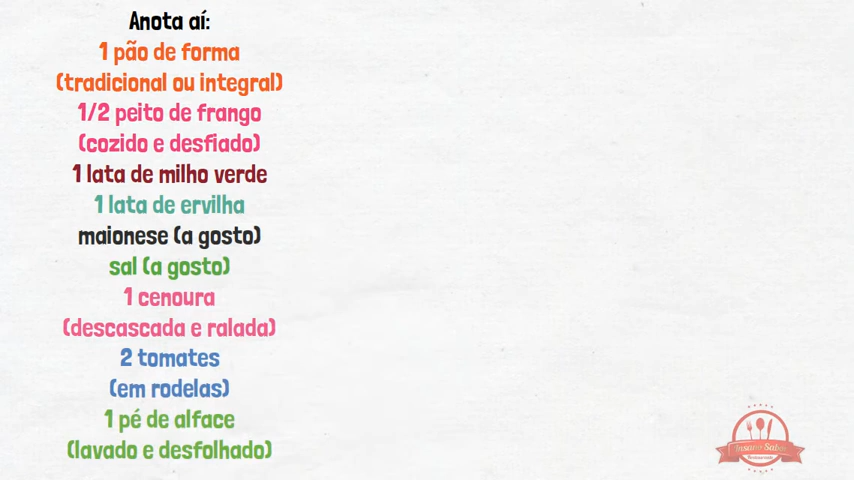 Anota aí:
1 pão de forma
(tradicional ou integral)
1/2 peito de frango
(cozido e desfiado)
1 lata de milho verde
1 lata de ervilha
maionese (a gosto)
sal (a gosto)
1 cenoura
(descascada e ralada)
2 tomates
(em rodelas)
1 pé de alface
(lavado e desfolhado)